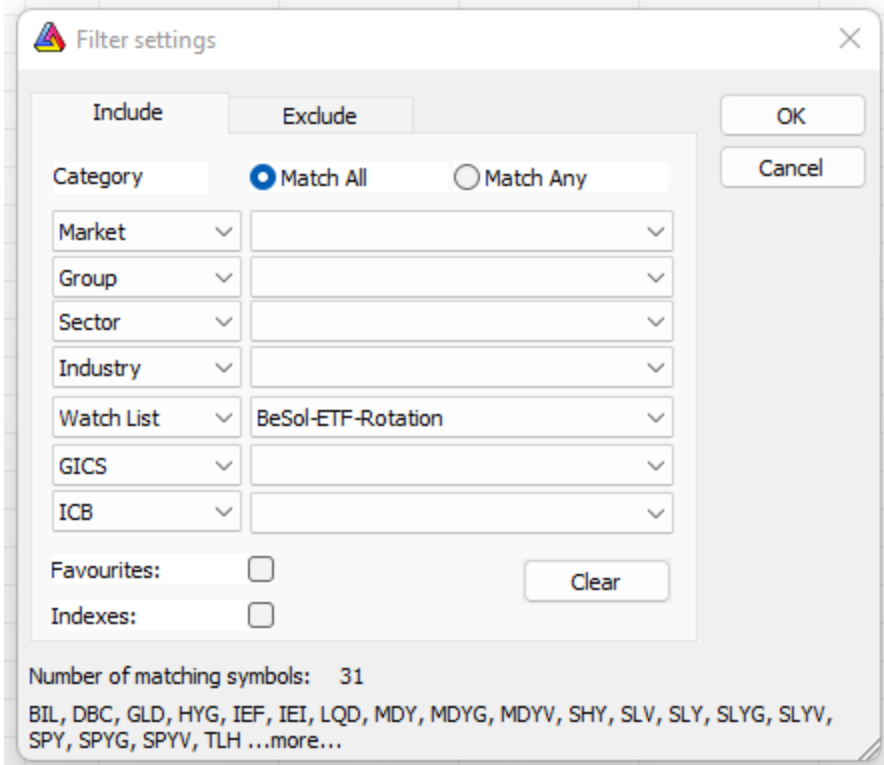 Filter settings
Include
Exclude
OK
Category
Match All
Match Any
Cancel
Market
Group
Sector
Industry
Watch List
BeSol-ETF-Rotation
GICS
ICB
Favourites:
Clear
Indexes:
Number of matching symbols: 31
BIL, DBC, GLD, HYG, IEF, IEI, LQD, MDY, MDYG, MDYV, SHY, SLV, SLY, SLYG, SLYV,
SPY, SPYG, SPYV, TLH ...more...